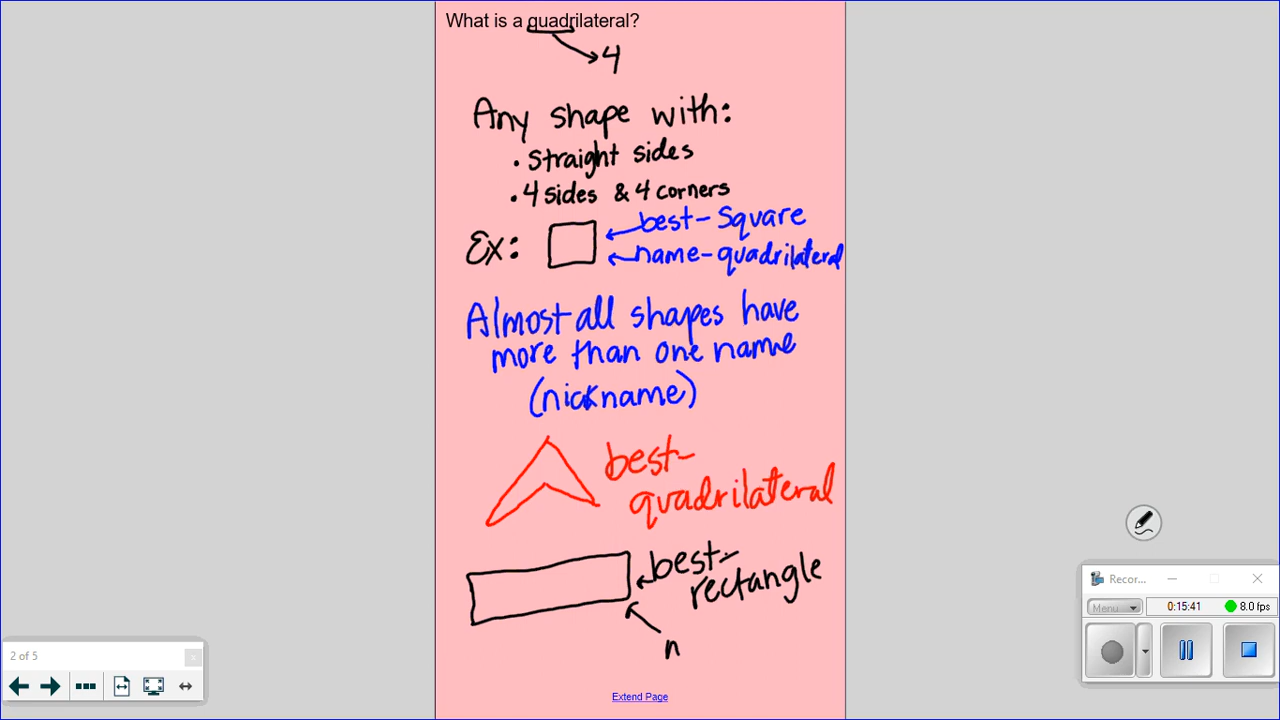 What is a quadrilateral?
4
Any shape with:
• straight sides
• 4 sides & 4 corners
Ex:
best- Square
name- quadrilateral
Almost all shapes have
more than one name
(nickname)
best-
quadrilateral
best-
rectangle
n
Extend Page
2 of 5
Recor...
Menu
0:15:41
8.0 fps